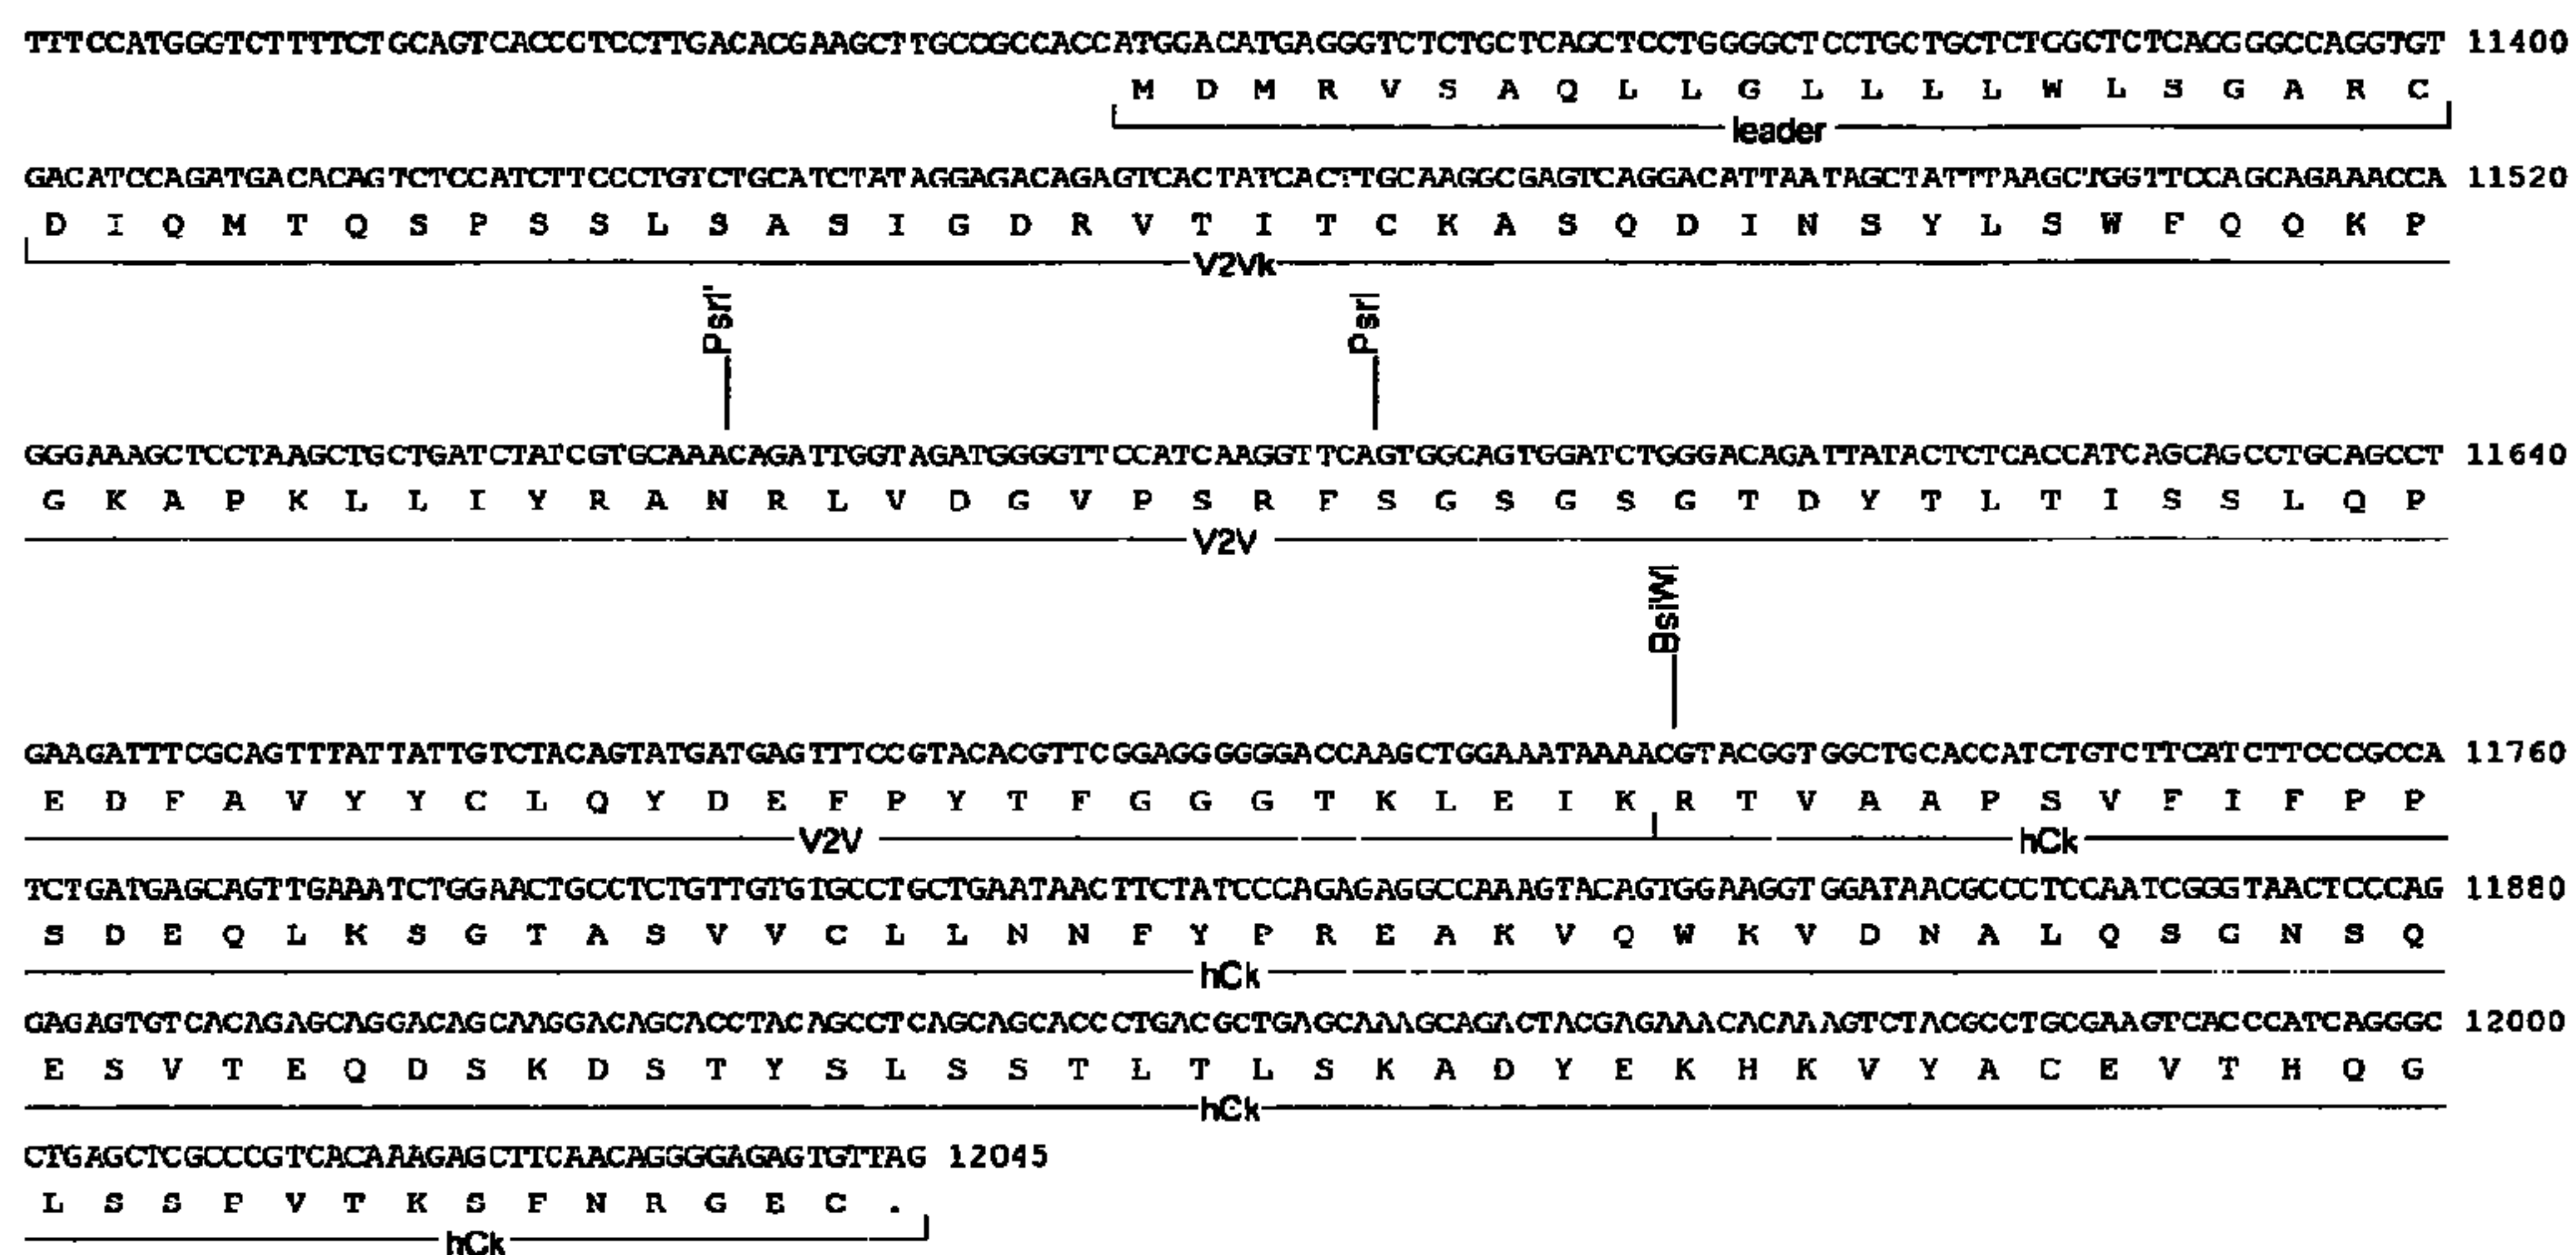 TTTCCATGGGTCTTTTCTGCAGTCACCGTCCTTGACACGAAGCTTGCCGCCACCATGGACATGAGGGTCTCTGCTCAGCTCCTGGGGCTCCTGCTGCTCTGGCTCTCAGGGGCCAGGTGT 11400
M D M R V S A Q L L G L L L L W L S G A R C
leader
GACATCCAGATGACACAGTCTCCATCTTCCCTGTCTGCATCTATAGGAGACAGAGTCACTATCACTTGCAAGGCGAGTCAGGACATTAATAGCTATTTAAGCTGGTTCCAGCAGAAACCA 11520
D I Q M T Q S P S S L S A S I G D R V T I T C K A S Q D I N S Y L S W F Q Q K P
V2Vk
PsrI' PsrI
GGGAAAGCTCCTAAGCTGCTGATCTATCGTGCAAACAGATTGGTAGATGGGGTTCCATCAAGGTTCAGTGGCAGTGGATCTGGGACAGATTATACTCTCACCATCAGCAGCCTGCAGCCT 11640
G K A P K L L I Y R A N R L V D G V P S R F S G S G S G T D Y T L T I S S L Q P
V2V
BsiWI
GAAGATTTCGCAGTTTATTATTGTCTACAGTATGATGAGTTTCCGTACACGTTCGGAGGGGGGACCAAGCTGGAAATAAAACGTACGGTGGCTGCACCATCTGTCTTCATCTTCCCGCCA 11760
E D F A V Y Y C L Q Y D E F P Y T F G G G T K L E I K R T V A A P S V F I F P P
V2V hCk
TCTGATGAGCAGTTGAAATCTGGAACTGCCTCTGTTGTGTGCCTGCTGAATAACTTCTATCCCAGAGAGGCCAAAGTACAGTGGAAGGTGGATAACGCCCTCCAATCGGGTAACTCCCAG 11880
S D E Q L K S G T A S V V C L L N N F Y P R E A K V Q W K V D N A L Q S G N S Q
hCk
GAGAGTGTCACAGAGCAGGACAGCAAGGACAGCACCTACAGCCTCAGCAGCACCCTGACGCTGAGCAAAGCAGACTACGAGAAACACAAAGTCTACGCCTGCGAAGTCACCCATCAGGGC 12000
E S V T E Q D S K D S T Y S L S S T L T L S K A D Y E K H K V Y A C E V T H Q G
hCk
CTGAGCTCGCCCGTCACAAAGAGCTTCAACAGGGGAGAGTGTTAG 12045
L S S P V T K S F N R G E C .
hCk